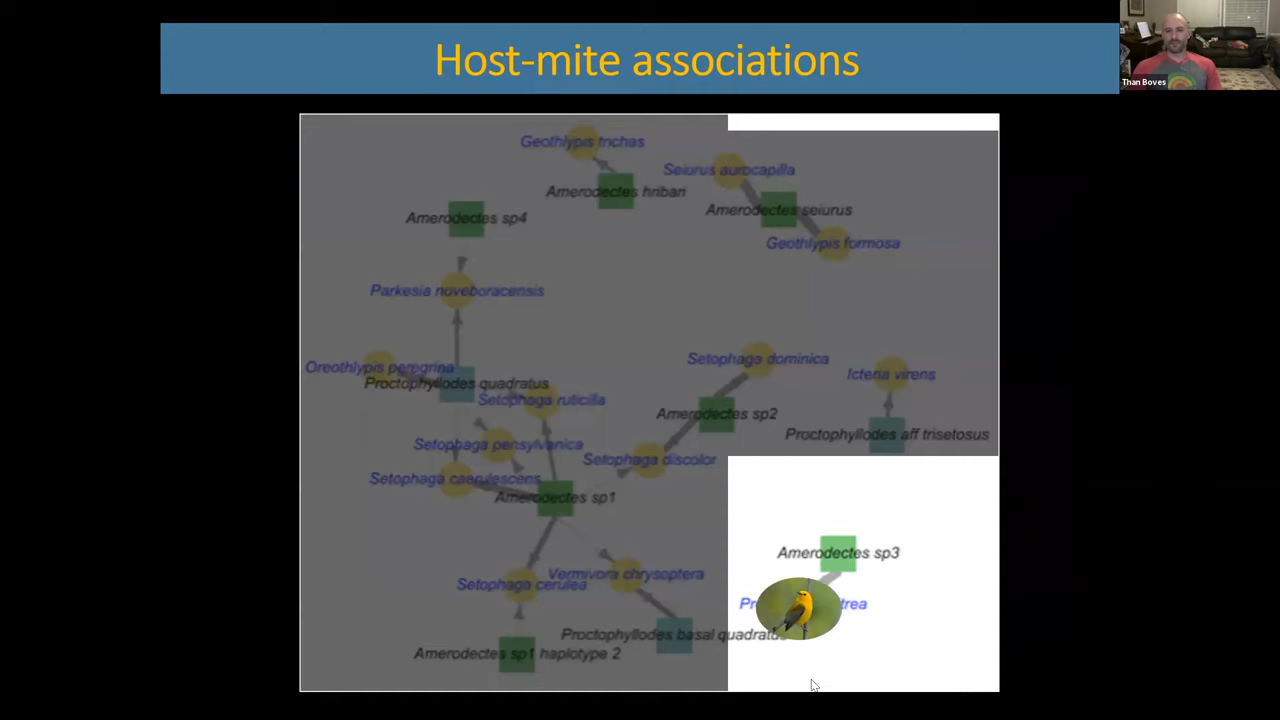 Host-mite associations
Than Boves
Geothlypis trichas
Amerodectes hribari
Seiurus aurocapilla
Amerodectes sp4
Amerodectes seiurus
Geothlypis formosa
Parkesia noveboracensis
Oreothlypis peregrina
Proctophyllodes quadratus
Setophaga dominica
Icteria virens
Setophaga ruticilla
Amerodectes sp2
Setophaga pensylvanica
Proctophyllodes aff trisetosus
Setophaga discolor
Setophaga caerulescens
Amerodectes sp1
Amerodectes sp3
Setophaga cerulea
Vermivora chrysoptera
Proctophyllodes basal quadratus
Amerodectes sp1 haplotype 2